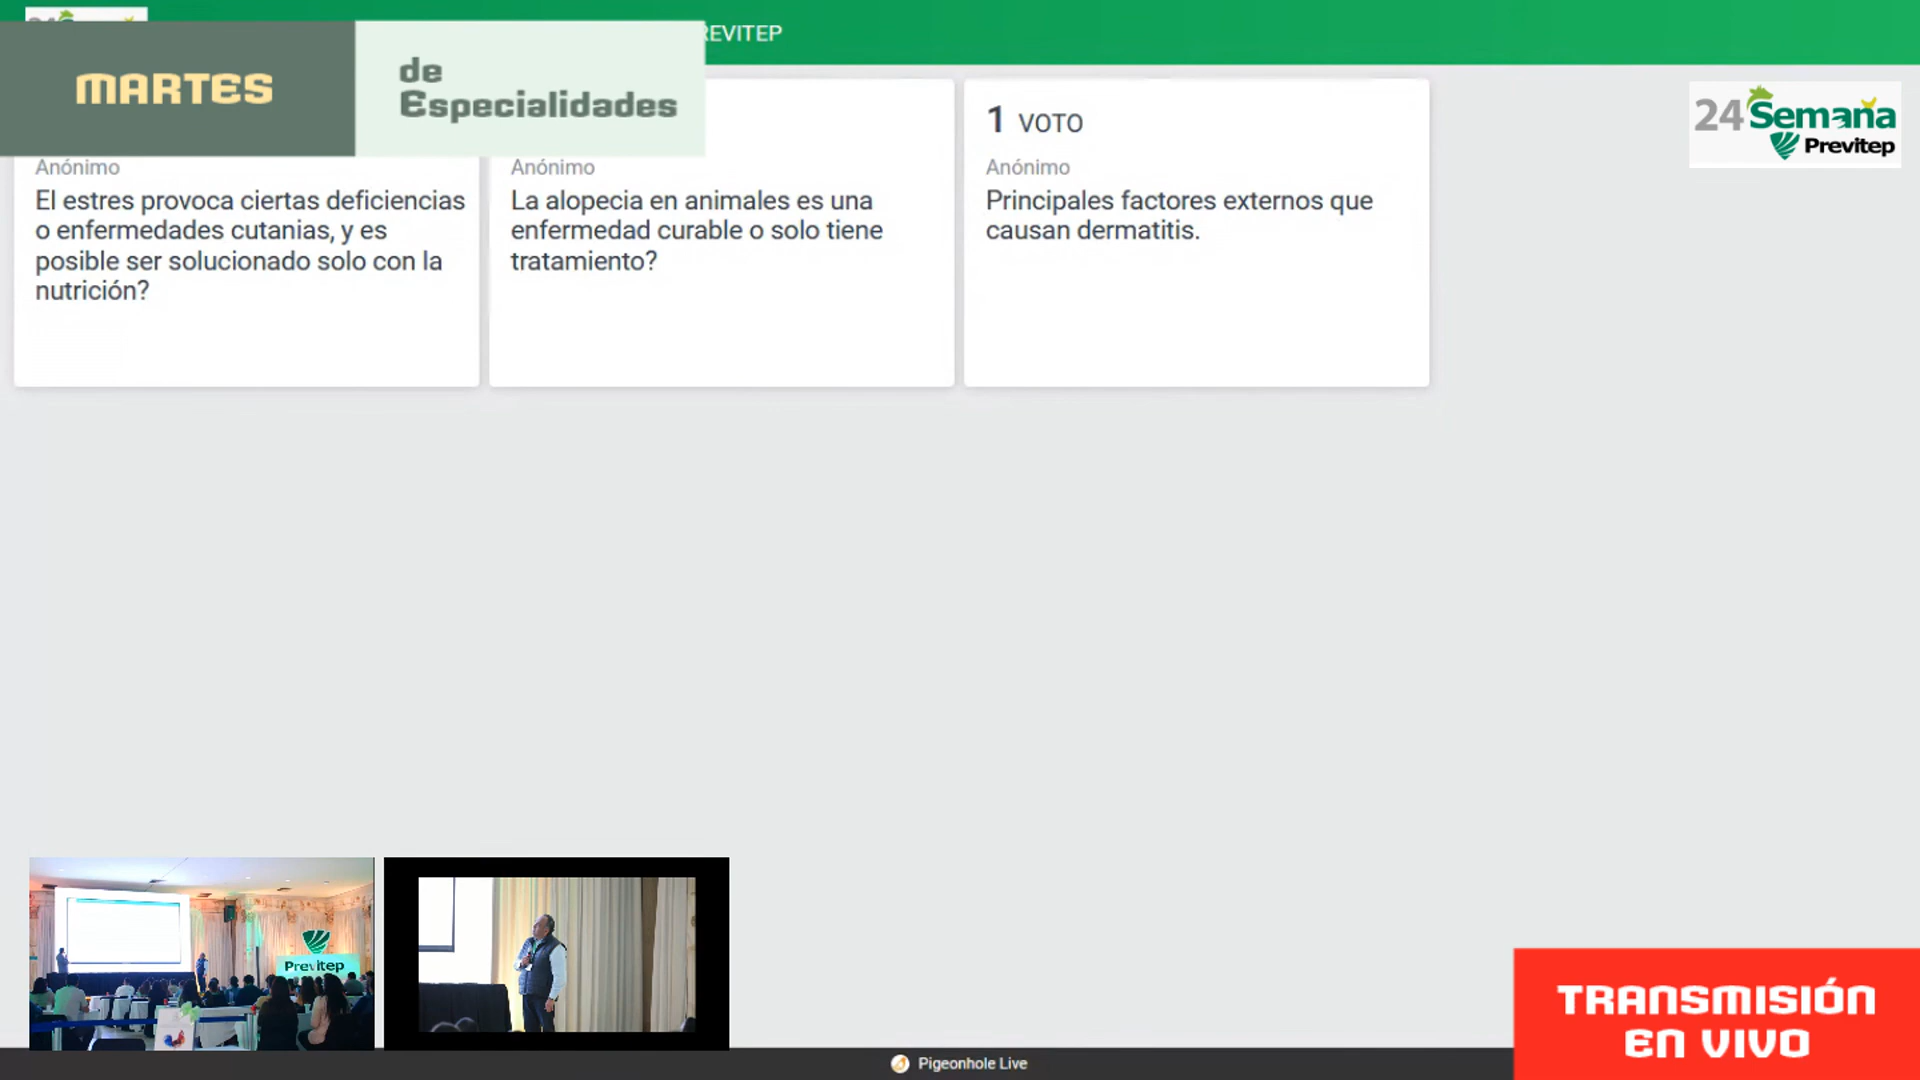 REVITEP
MARTES
de
Especialidades
24 Semana
Previtep
Anónimo
El estres provoca ciertas deficiencias
o enfermedades cutanias, y es
posible ser solucionado solo con la
nutrición?
Anónimo
La alopecia en animales es una
enfermedad curable o solo tiene
tratamiento?
1 VOTO
Anónimo
Principales factores externos que
causan dermatitis.
Previtep
Pigeonhole Live
TRANSMISIÓN
EN VIVO